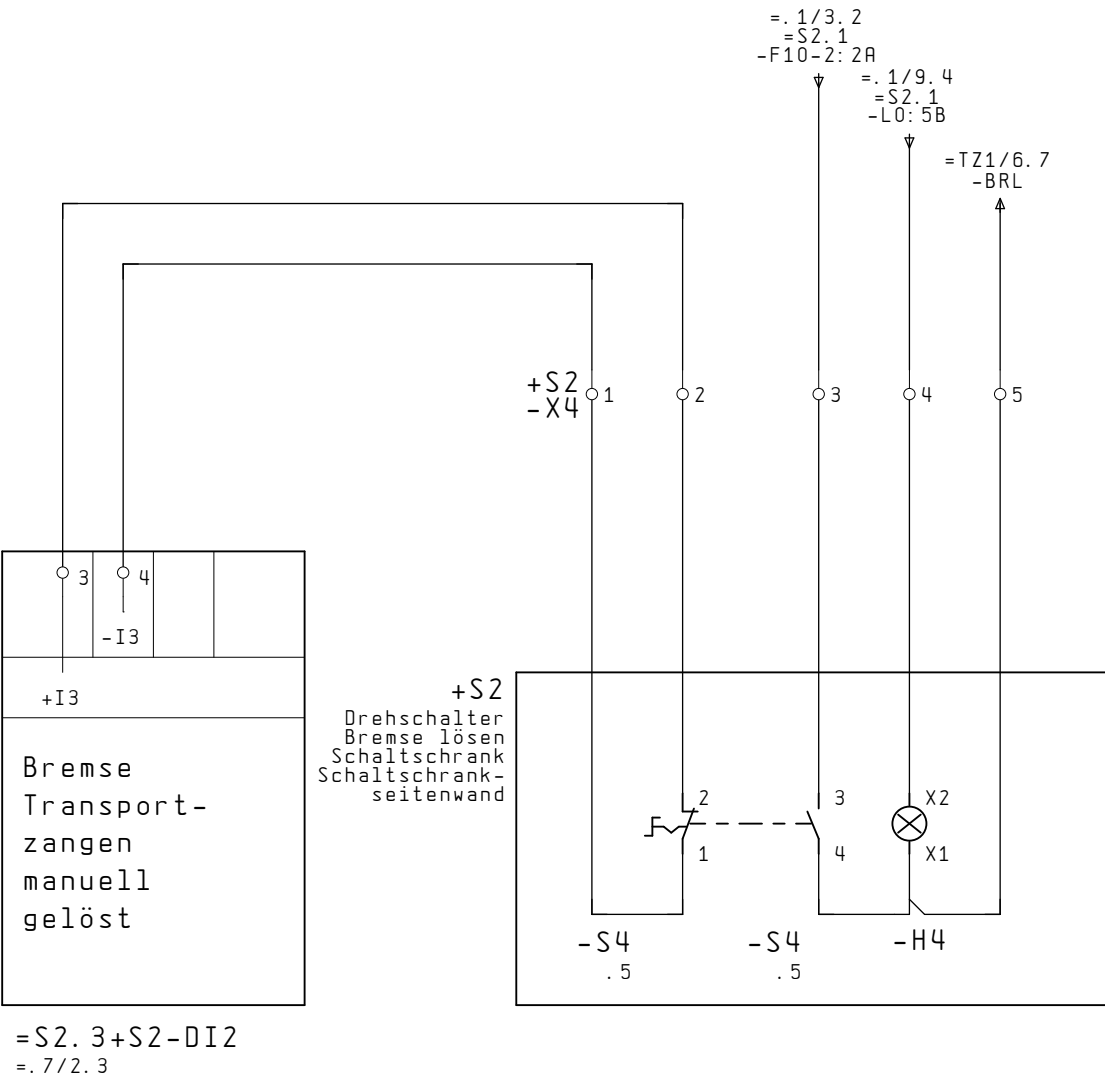 =.1/3.2
=S2.1
-F10-2:2A
=.1/9.4
=S2.1
-L0:5B
=TZ1/6.7
-BRL
+S2
-X4
1
2
3
4
5
3
4
-I3
+I3
Bremse
Transport-
zangen
manuell
gelöst
=S2.3+S2-DI2
=.7/2.3
+S2
Drehschalter
Bremse lösen
Schaltschrank
Schaltschrank-
seitenwand
2
1
3
4
X2
X1
-S4
.5
-S4
.5
-H4